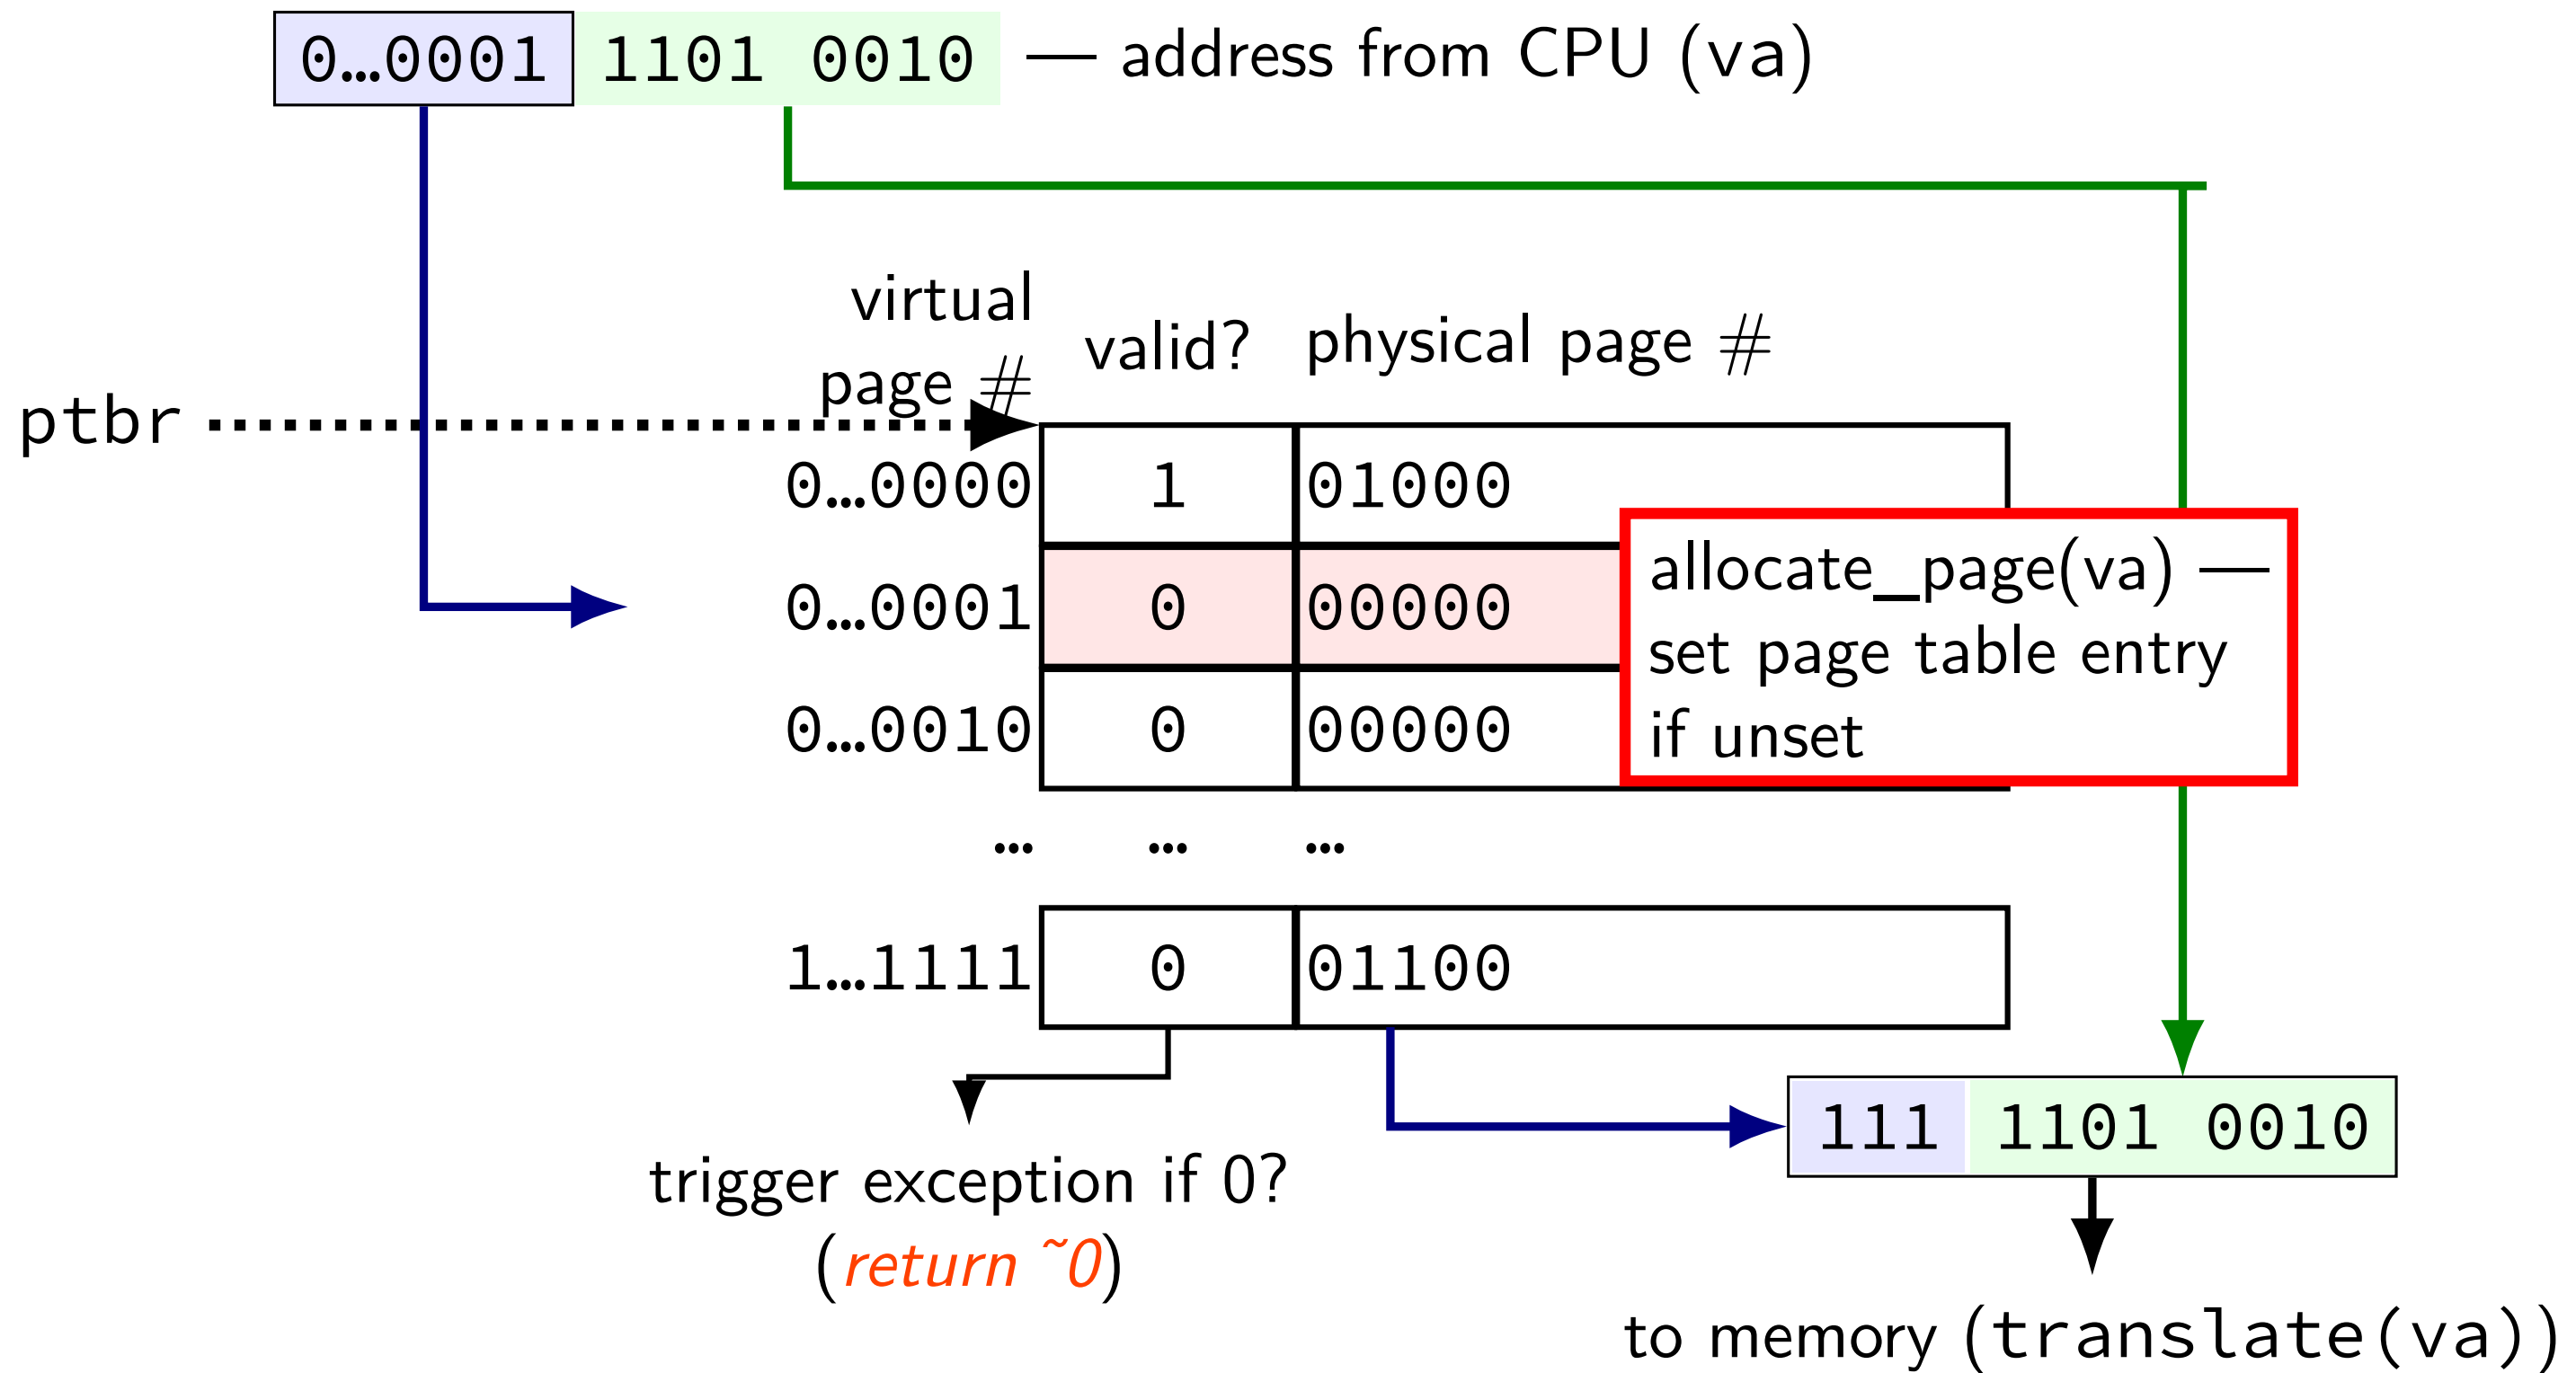 0…0001 1101 0010 — address from CPU (va)
virtual
page #
valid?
physical page #
ptbr
0…0000 1 01000
0…0001 0 00000
0…0010 0 00000
allocate_page(va) —
set page table entry
if unset
… … …
1…1111 0 01100
111 1101 0010
trigger exception if 0?
(return ~0)
to memory (translate(va))